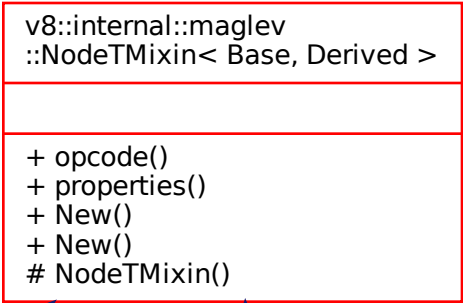 v8::internal::maglev
::NodeTMixin< Base, Derived >
+ opcode()
+ properties()
+ New()
+ New()
# NodeTMixin()